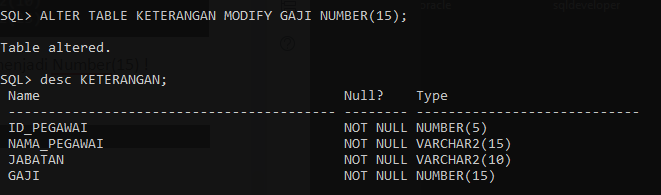 SQL> ALTER TABLE KETERANGAN MODIFY GAJI NUMBER(15);
Table altered.
SQL> desc KETERANGAN;
Name Null? Type
----------------------------------------- -------- ----------------------------
ID_PEGAWAI NOT NULL NUMBER(5)
NAMA_PEGAWAI NOT NULL VARCHAR2(15)
JABATAN NOT NULL VARCHAR2(10)
GAJI NOT NULL NUMBER(15)